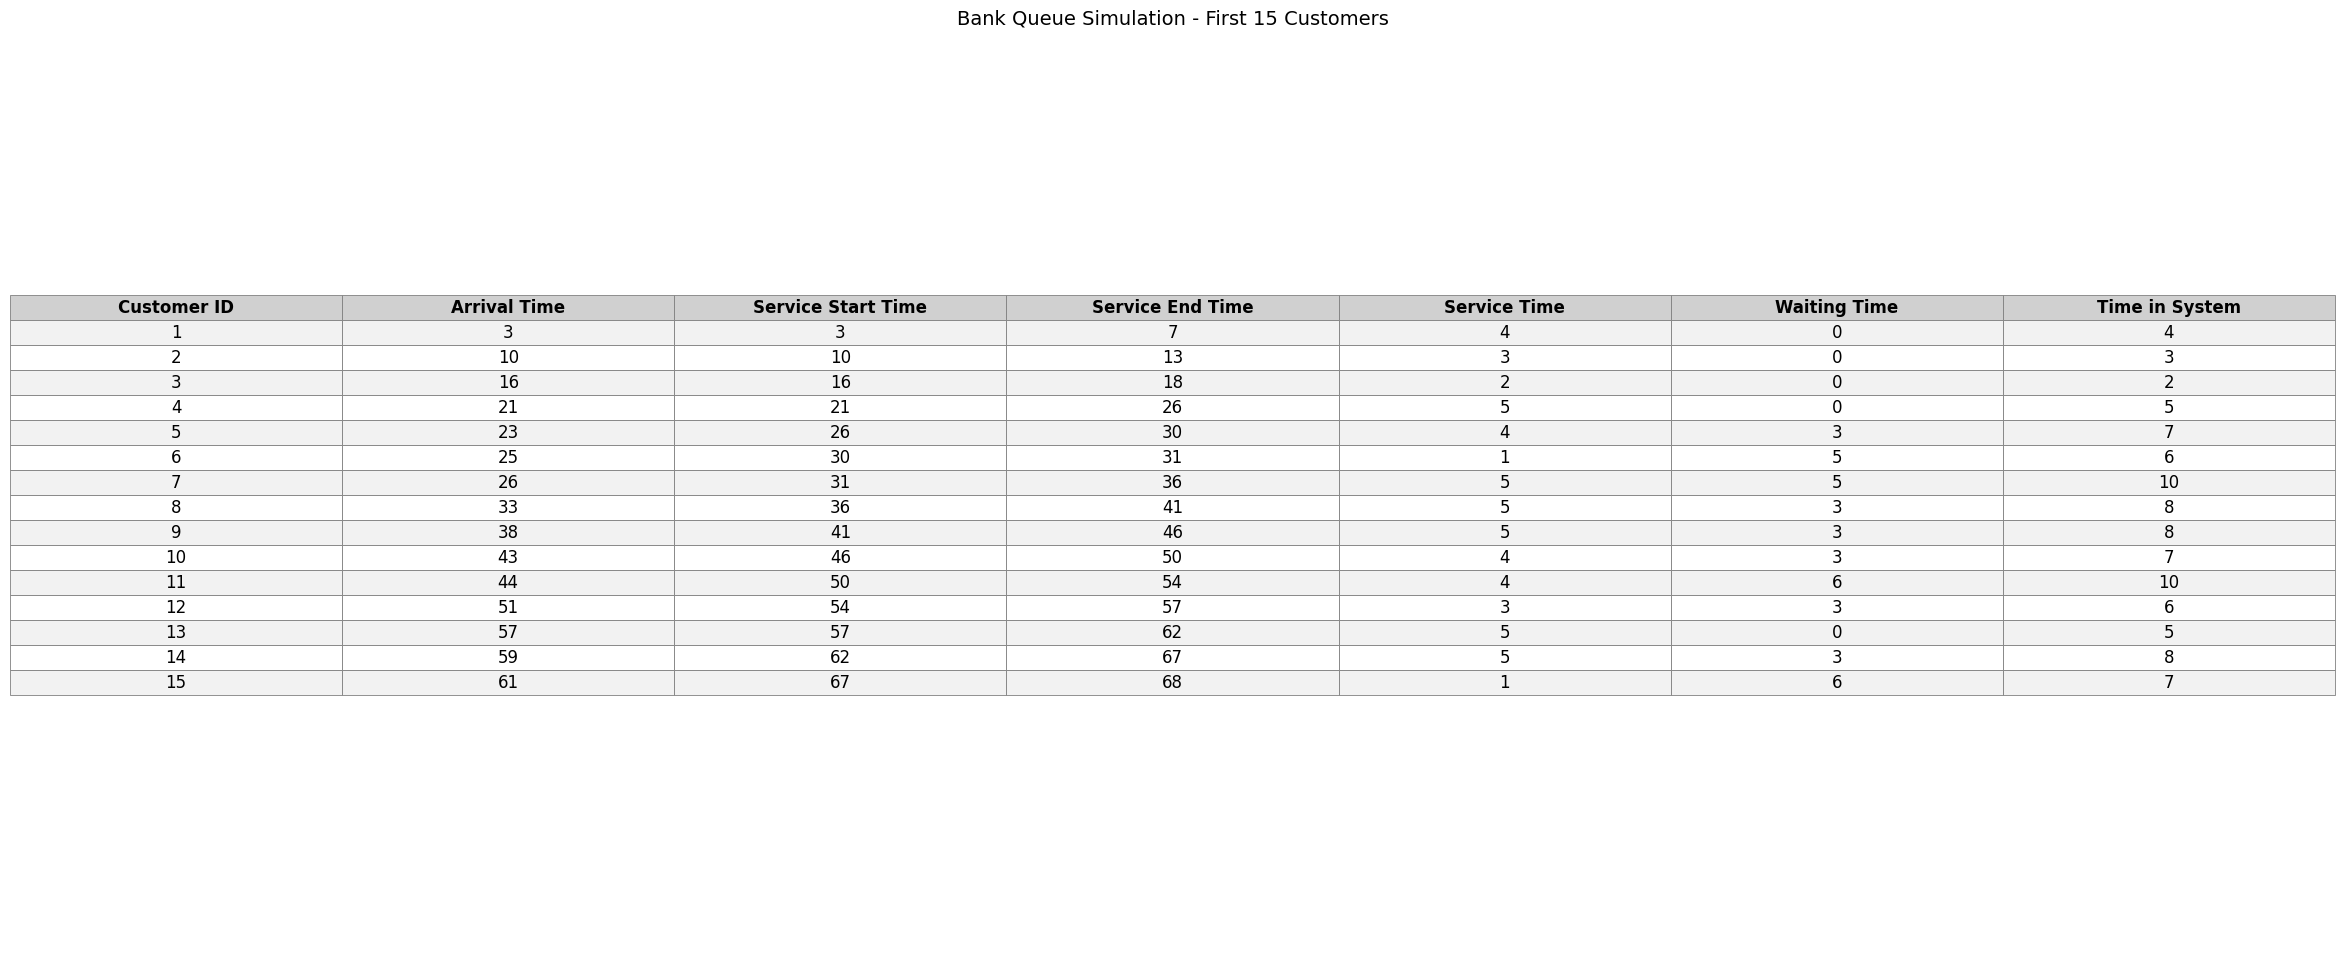 Bank Queue Simulation - First 15 Customers
Customer ID Arrival Time Service Start Time Service End Time Service Time Waiting Time Time in System
1 3 3 7 4 0 4
2 10 10 13 3 0 3
3 16 16 18 2 0 2
4 21 21 26 5 0 5
5 23 26 30 4 3 7
6 25 30 31 1 5 6
7 26 31 36 5 5 10
8 33 36 41 5 3 8
9 38 41 46 5 3 8
10 43 46 50 4 3 7
11 44 50 54 4 6 10
12 51 54 57 3 3 6
13 57 57 62 5 0 5
14 59 62 67 5 3 8
15 61 67 68 1 6 7